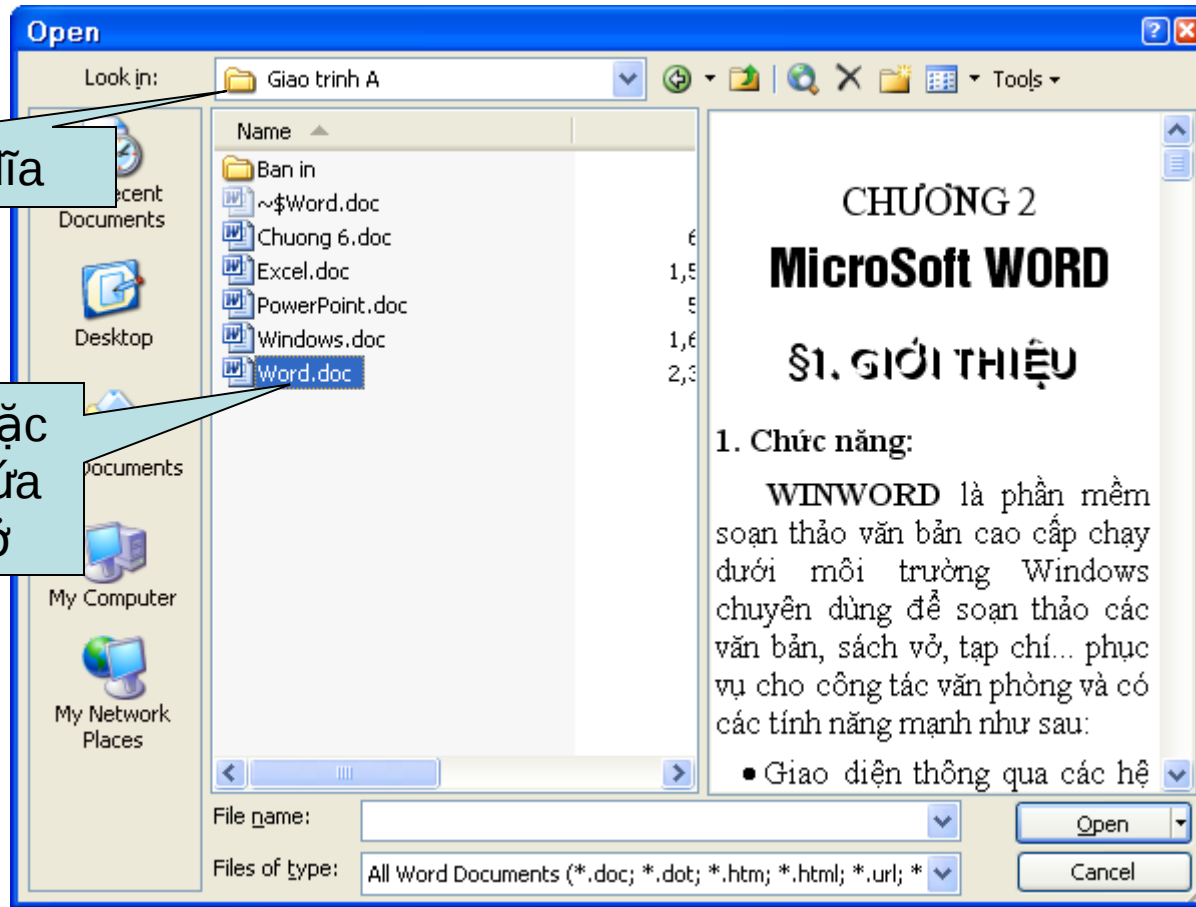 Open
Look in:
Giao trinh A
Tools
Name
Ban in
~$Word.doc
Chuong 6.doc
Excel.doc
PowerPoint.doc
Windows.doc
Word.doc
6
1,5
5
1,6
2,3
Documents
Desktop
Documents
My Computer
My Network
Places
CHƯƠNG 2
MicroSoft WORD
§1. GIỚI THIỆU
1. Chức năng:
WINWORD là phần mềm
soạn thảo văn bản cao cấp chạy
dưới môi trường Windows
chuyên dùng để soạn thảo các
văn bản, sách vở, tạp chí... phục
vụ cho công tác văn phòng và có
các tính năng mạnh như sau:
• Giao diện thông qua các hệ
File name:
Open
Files of type:
All Word Documents (*.doc; *.dot; *.htm; *.html; *.url; *
Cancel